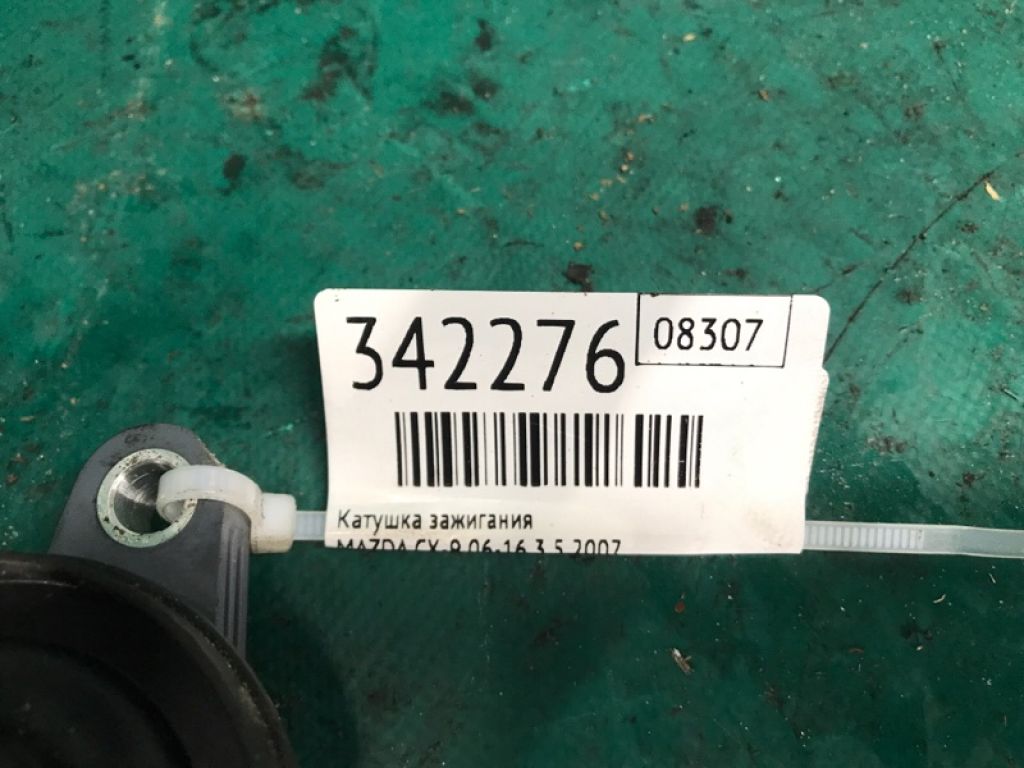 342276
08307
Катушка зажигания
MAZDA CX-9 06-16 3.5 2007